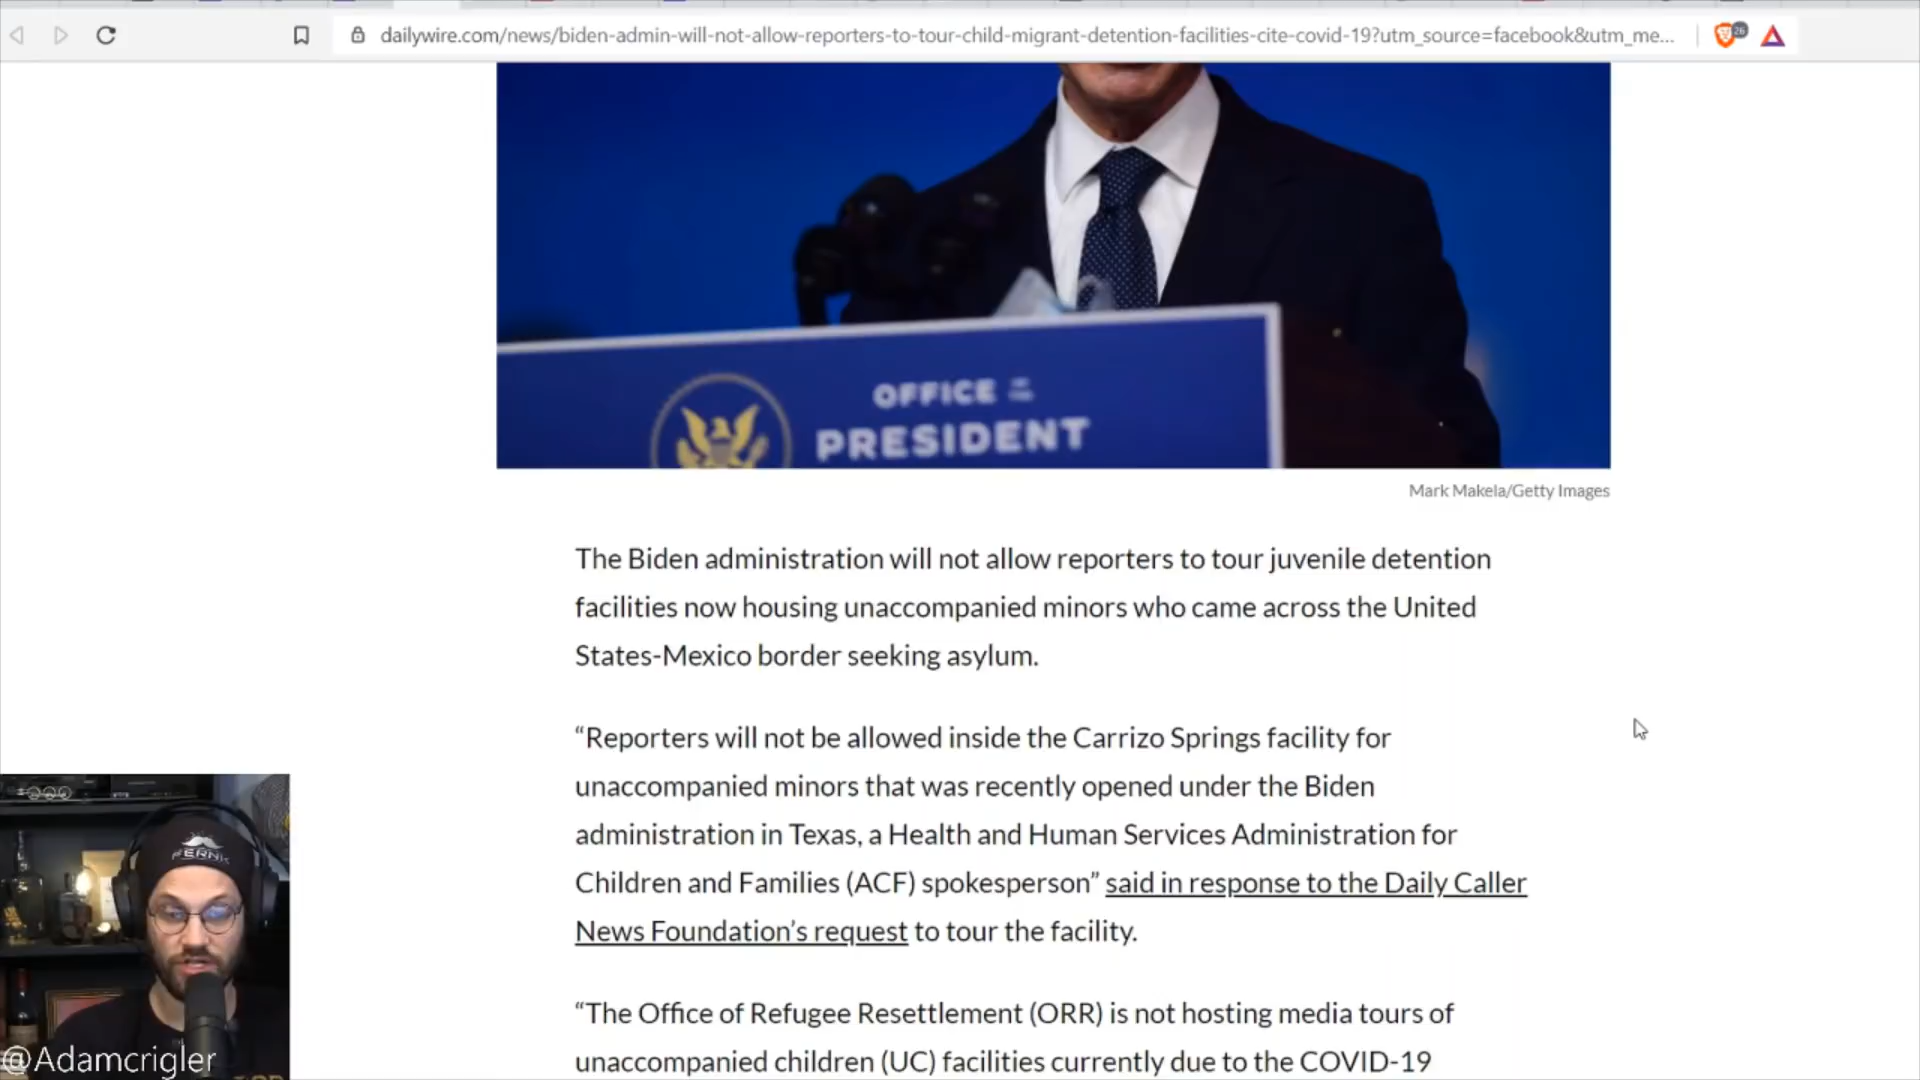 dailywire.com/news/biden-admin-will-not-allow-reporters-to-tour-child-migrant-detention-facilities-cite-covid-19?utm_source=facebook&utm_me...
26
OFFICE OF THE
PRESIDENT
Mark Makela/Getty Images
The Biden administration will not allow reporters to tour juvenile detention
facilities now housing unaccompanied minors who came across the United
States-Mexico border seeking asylum.
“Reporters will not be allowed inside the Carrizo Springs facility for
unaccompanied minors that was recently opened under the Biden
administration in Texas, a Health and Human Services Administration for
Children and Families (ACF) spokesperson” said in response to the Daily Caller
News Foundation’s request to tour the facility.
“The Office of Refugee Resettlement (ORR) is not hosting media tours of
unaccompanied children (UC) facilities currently due to the COVID-19
@Adamcrigler